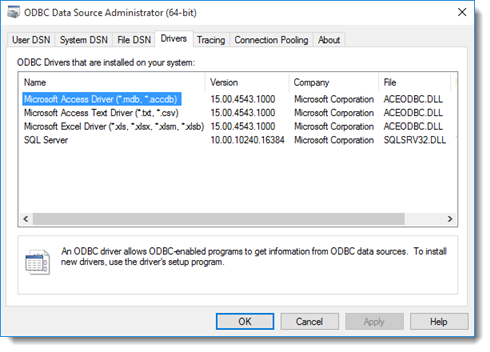 ODBC Data Source Administrator (64-bit)
User DSN System DSN File DSN Drivers Tracing Connection Pooling About
ODBC Drivers that are installed on your system:
Name Version Company File
Microsoft Access Driver (*.mdb, *.accdb) 15.00.4543.1000 Microsoft Corporation ACEODBC.DLL
Microsoft Access Text Driver (*.txt, *.csv) 15.00.4543.1000 Microsoft Corporation ACEODBC.DLL
Microsoft Excel Driver (*.xls, *.xlsx, *.xlsm, *.xlsb) 15.00.4543.1000 Microsoft Corporation ACEODBC.DLL
SQL Server 10.00.10240.16384 Microsoft Corporation SQLSRV32.DLL
An ODBC driver allows ODBC-enabled programs to get information from ODBC data sources. To install
new drivers, use the driver's setup program.
OK Cancel Apply Help